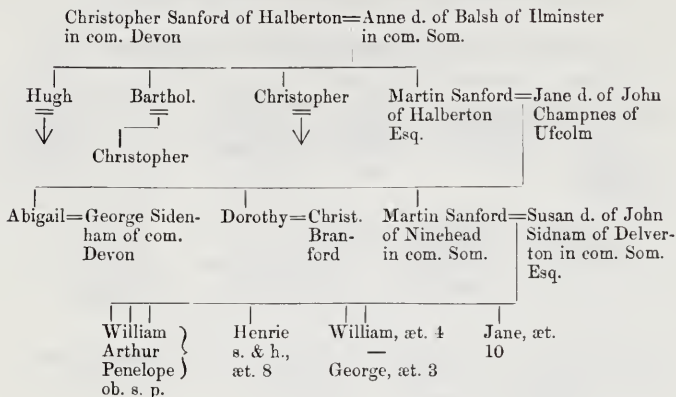 Christopher Sanford of Halberton=Anne d. of Balsh of Ilminster
in com. Devon in com. Som.
Hugh Barthol. Christopher Martin Sanford=Jane d. of John
of Halberton Champnes of
Esq. Ufcolm
Christopher
Abigail=George Siden- Dorothy=Christ. Martin Sanford=Susan d. of John
ham of com. Bran- of Ninehead Sidnam of Delver-
Devon ford in com. Som. ton in com. Som.
Esq.
William Henrie William, æt. 4 Jane, æt.
Arthur s. & h., — 10
Penelope æt. 8 George, æt. 3
ob. s. p.